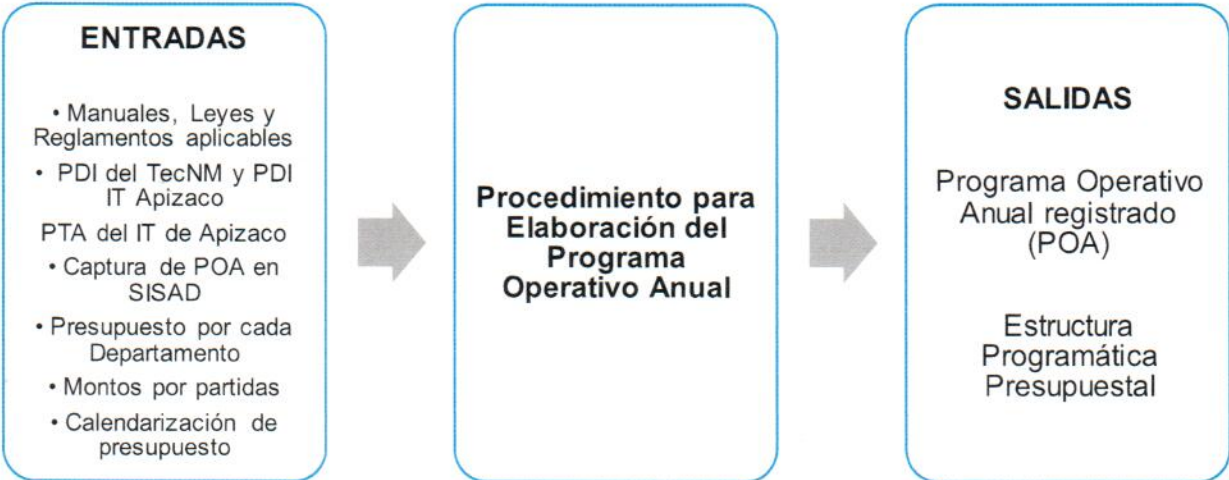 ENTRADAS
• Manuales, Leyes y
Reglamentos aplicables
• PDI del TecNM y PDI
IT Apizaco
PTA del IT de Apizaco
• Captura de POA en
SISAD
• Presupuesto por cada
Departamento
• Montos por partidas
• Calendarización de
presupuesto
Procedimiento para
Elaboración del
Programa
Operativo Anual
SALIDAS
Programa Operativo
Anual registrado
(POA)
Estructura
Programática
Presupuestal